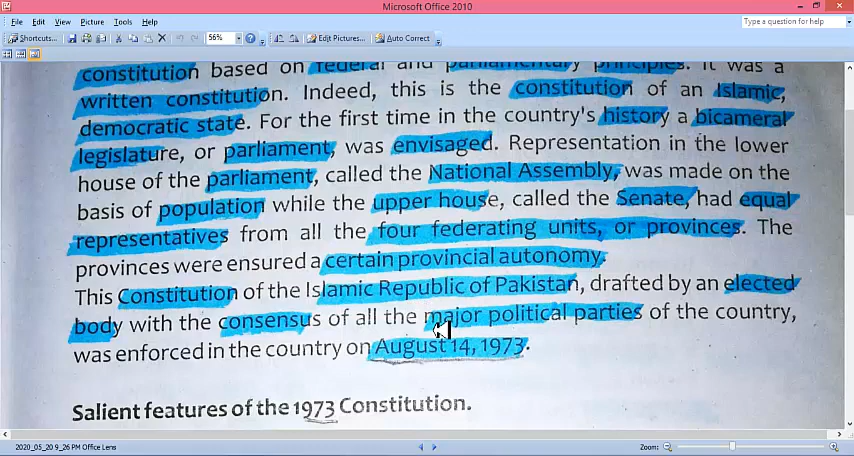 Microsoft Office 2010
File Edit View Picture Tools Help
Type a question for help
Shortcuts... 56% Edit Pictures... Auto Correct
constitution based on federal and parliamentary principles. It was a
written constitution. Indeed, this is the constitution of an Islamic,
democratic state. For the first time in the country's history a bicameral
legislature, or parliament, was envisaged. Representation in the lower
house of the parliament, called the National Assembly, was made on the
basis of population while the upper house, called the Senate, had equal
representatives from all the four federating units, or provinces. The
provinces were ensured a certain provincial autonomy.
This Constitution of the Islamic Republic of Pakistan, drafted by an elected
body with the consensus of all the major political parties of the country,
was enforced in the country on August 14, 1973.
Salient features of the 1973 Constitution.
2020_05_20 9_26 PM Office Lens
Zoom: